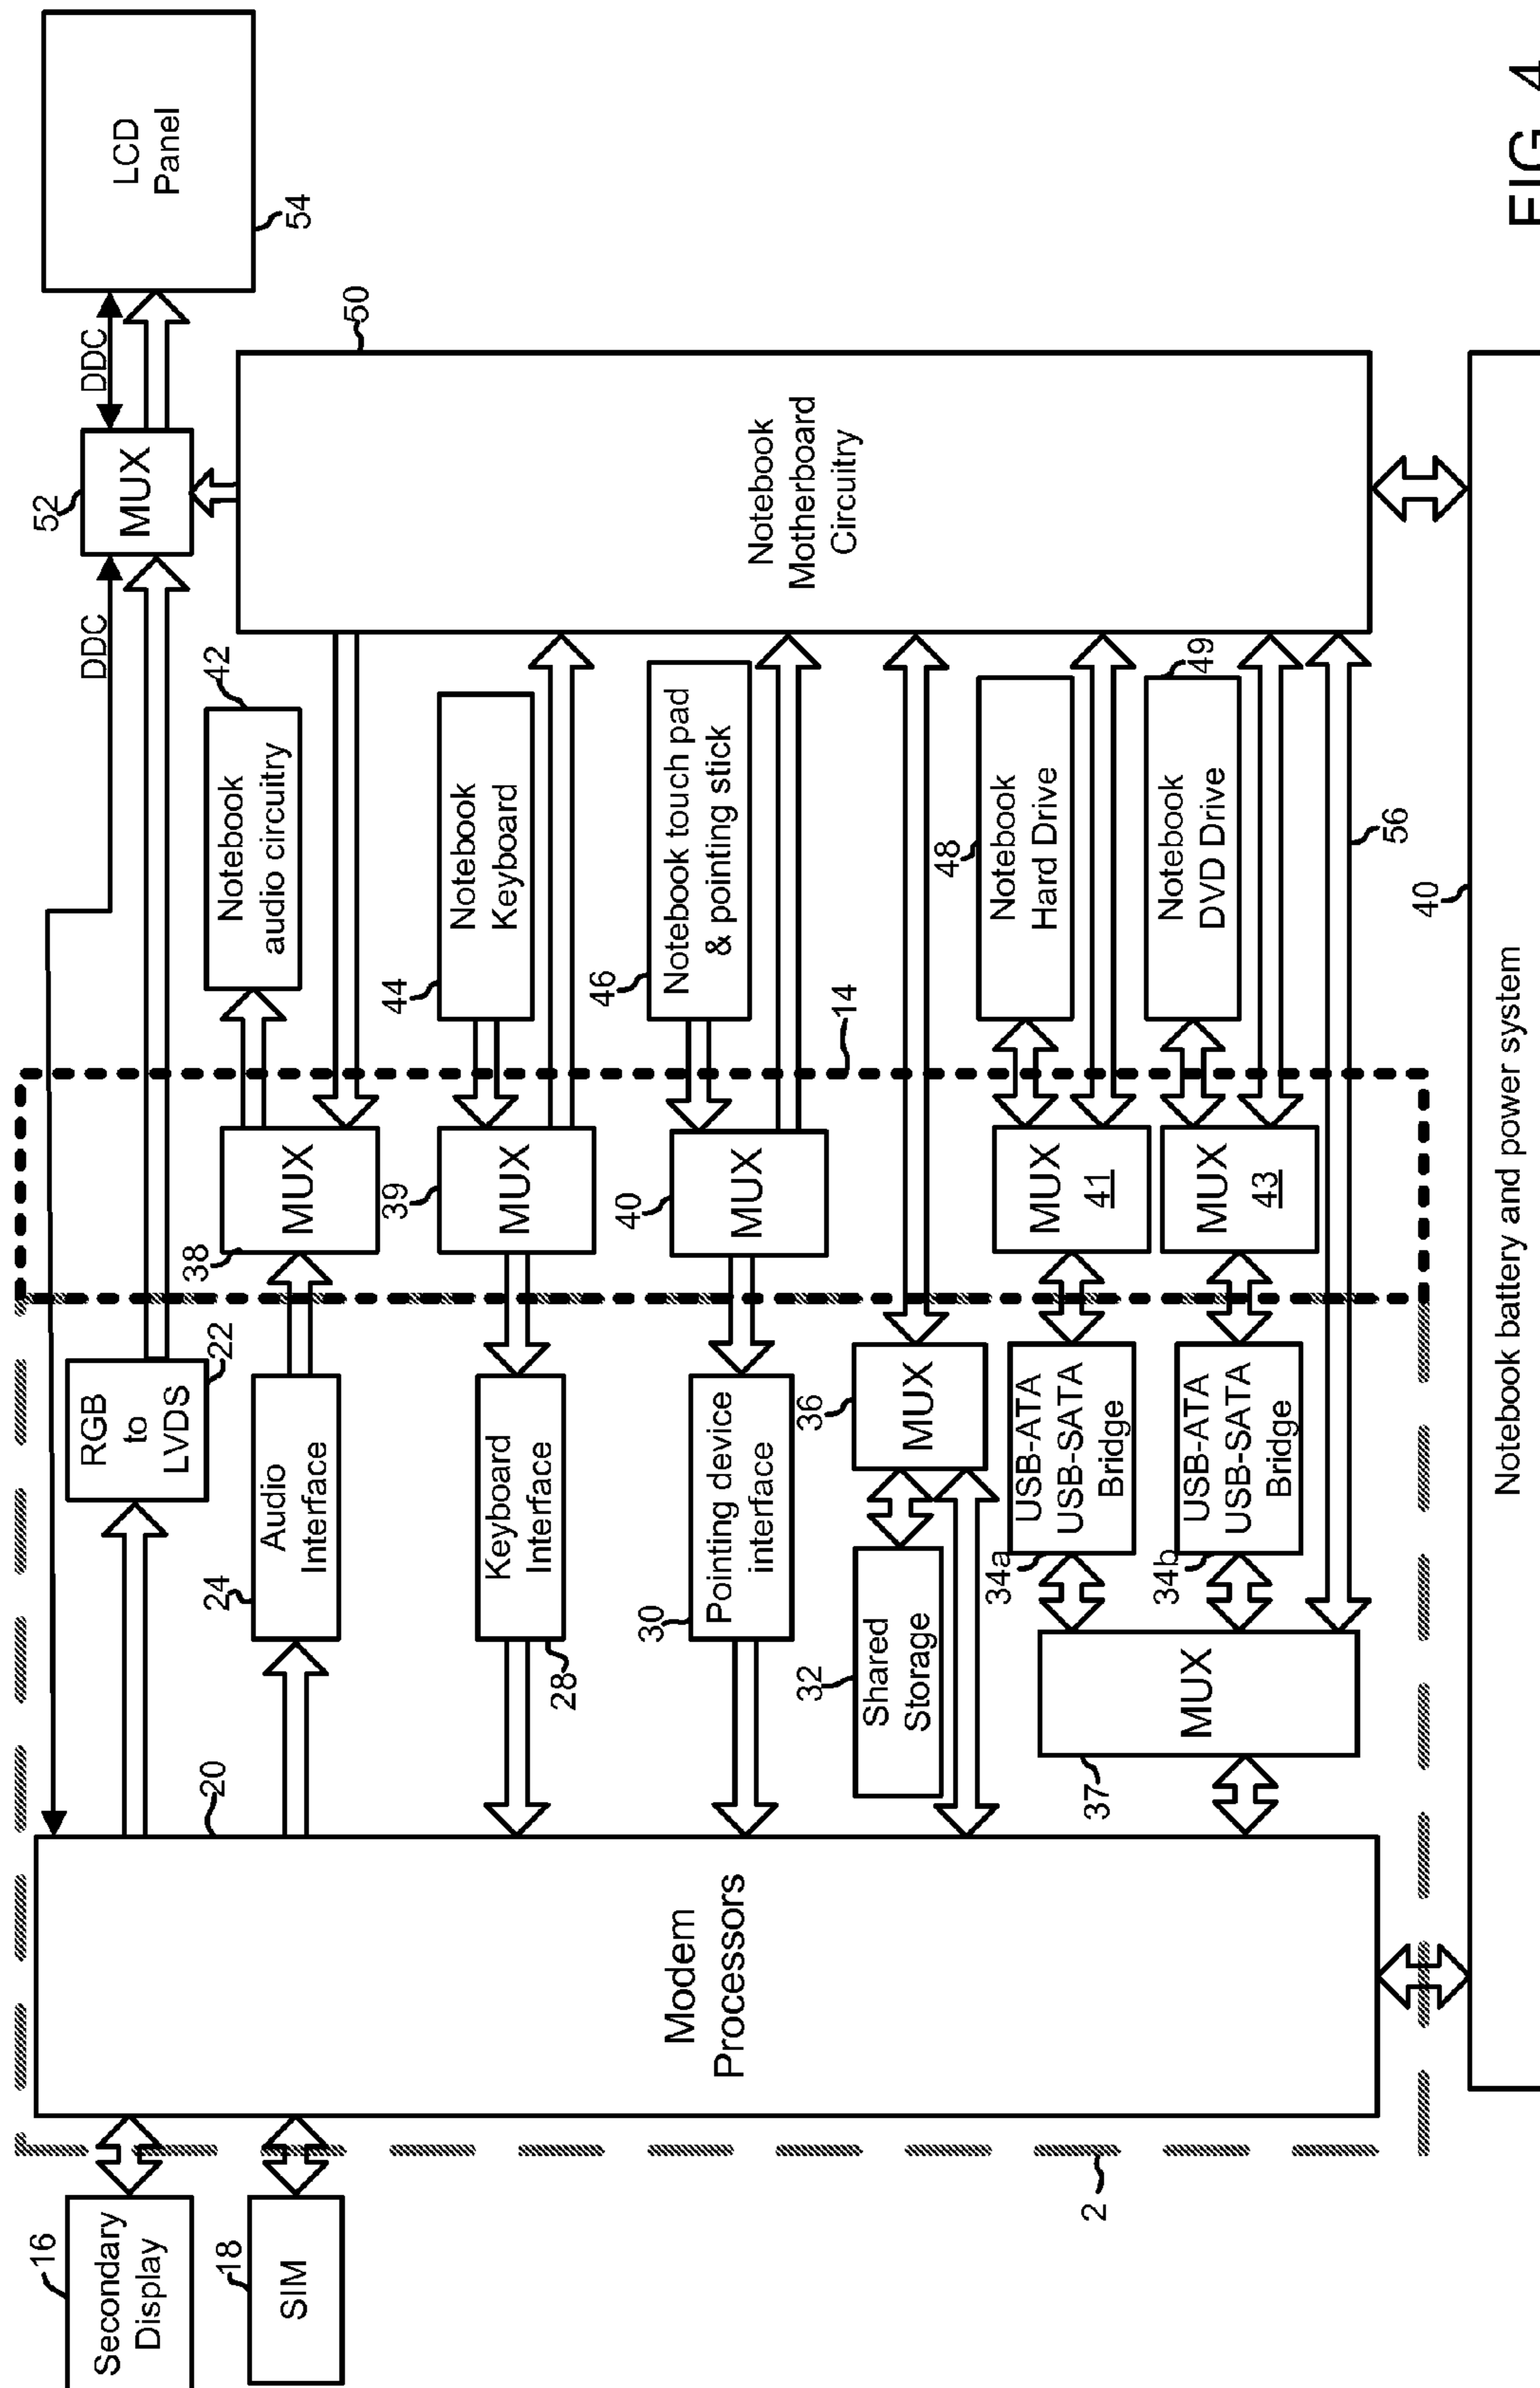 16
Secondary
Display
18
SIM
2
20
Modem
Processors
RGB
to
LVDS
22
24
Audio
Interface
Keyboard
Interface
28
30
Pointing device
interface
32
Shared
Storage
36
MUX
34a
USB-ATA
USB-SATA
Bridge
34b
USB-ATA
USB-SATA
Bridge
37
MUX
38
MUX
39
MUX
40
MUX
MUX
41
MUX
43
14
42
Notebook
audio circuitry
44
Notebook
Keyboard
46
Notebook touch pad
& pointing stick
48
Notebook
Hard Drive
49
Notebook
DVD Drive
56
DDC
52
MUX
DDC
LCD
Panel
54
50
Notebook
Motherboard
Circuitry
40
Notebook battery and power system
FIG. 4